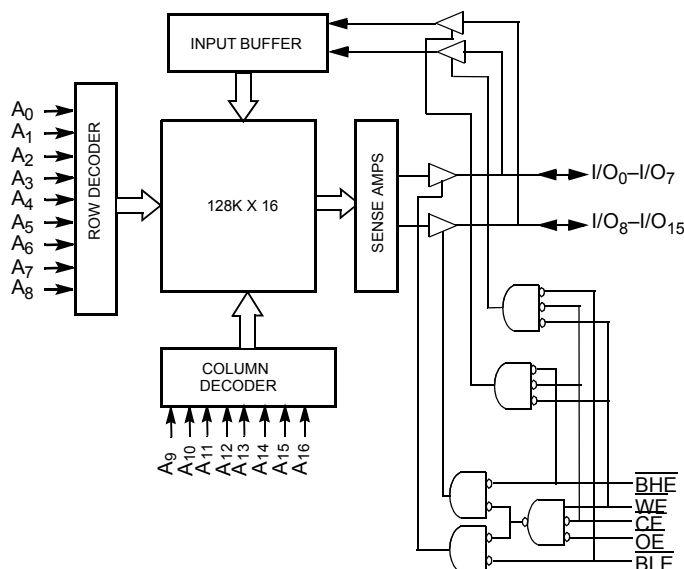 INPUT BUFFER
A0
A1
A2
A3
A4
A5
A6
A7
A8
ROW DECODER
128K X 16
SENSE AMPS
I/O0–I/O7
I/O8–I/O15
COLUMN
DECODER
A9
A10
A11
A12
A13
A14
A15
A16
BHE
WE
CE
OE
BLE